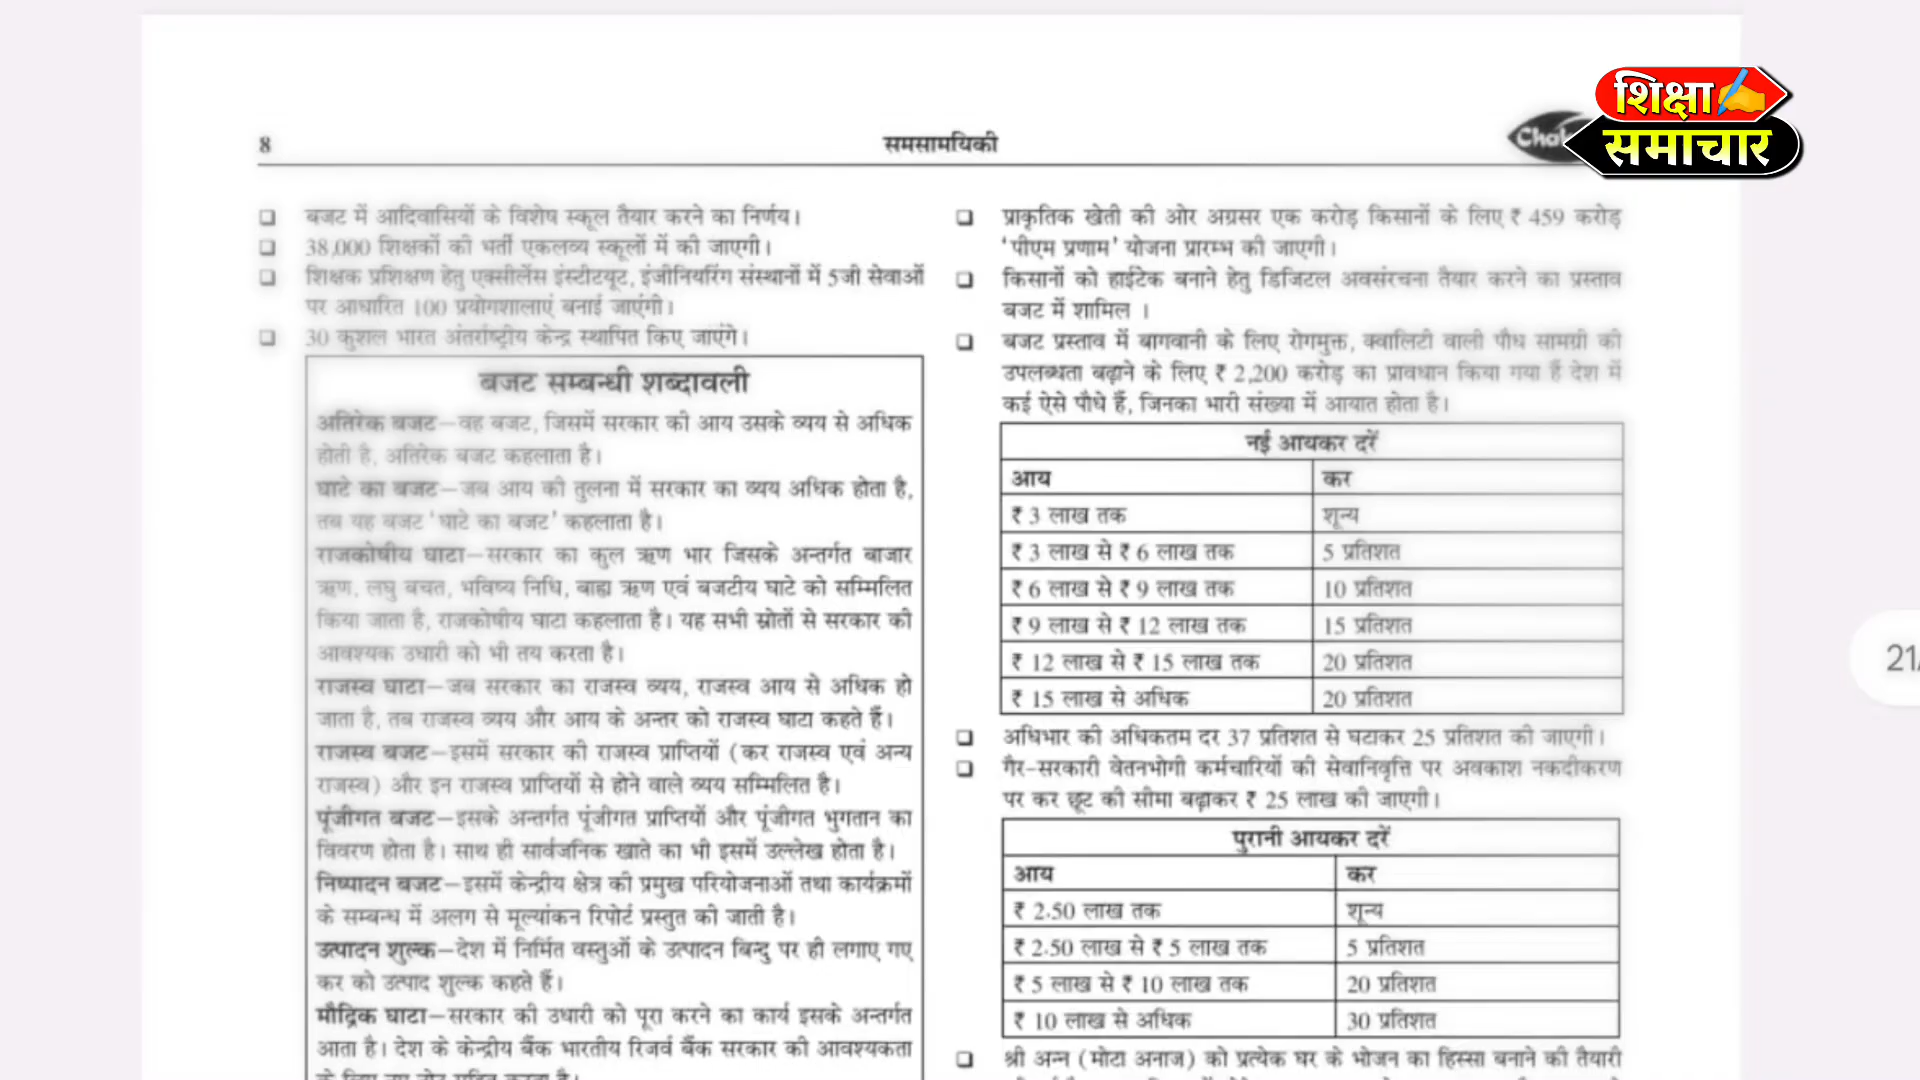 शिक्षा
समाचार
8
समसामयिकी
बजट में आदिवासियों के विशेष स्कूल तैयार करने का निर्णय।
38,000 शिक्षकों की भर्ती एकलव्य स्कूलों में की जाएगी।
शिक्षक प्रशिक्षण हेतु एक्सीलेंस इंस्टीटयूट, इंजीनियरिंग संस्थानों में 5जी सेवाओं
पर आधारित 100 प्रयोगशालाएं बनाई जाएंगी।
30 कुशल भारत अंतर्राष्ट्रीय केन्द्र स्थापित किए जाएंगे।
बजट सम्बन्धी शब्दावली
अतिरेक बजट–वह बजट, जिसमें सरकार की आय उसके व्यय से अधिक
होती है, अतिरेक बजट कहलाता है।
घाटे का बजट–जब आय की तुलना में सरकार का व्यय अधिक होता है,
तब यह बजट ‘घाटे का बजट’ कहलाता है।
राजकोषीय घाटा–सरकार का कुल ऋण भार जिसके अन्तर्गत बाजार
ऋण, लघु बचत, भविष्य निधि, बाह्य ऋण एवं बजटीय घाटे को सम्मिलित
किया जाता है, राजकोषीय घाटा कहलाता है। यह सभी स्रोतों से सरकार की
आवश्यक उधारी को भी तय करता है।
राजस्व घाटा–जब सरकार का राजस्व व्यय, राजस्व आय से अधिक हो
जाता है, तब राजस्व व्यय और आय के अन्तर को राजस्व घाटा कहते हैं।
राजस्व बजट–इसमें सरकार की राजस्व प्राप्तियों (कर राजस्व एवं अन्य
राजस्व) और इन राजस्व प्राप्तियों से होने वाले व्यय सम्मिलित है।
पूंजीगत बजट–इसके अन्तर्गत पूंजीगत प्राप्तियों और पूंजीगत भुगतान का
विवरण होता है। साथ ही सार्वजनिक खाते का भी इसमें उल्लेख होता है।
निष्पादन बजट–इसमें केन्द्रीय क्षेत्र की प्रमुख परियोजनाओं तथा कार्यक्रमों
के सम्बन्ध में अलग से मूल्यांकन रिपोर्ट प्रस्तुत की जाती है।
उत्पादन शुल्क–देश में निर्मित वस्तुओं के उत्पादन बिन्दु पर ही लगाए गए
कर को उत्पाद शुल्क कहते हैं।
मौद्रिक घाटा–सरकार की उधारी को पूरा करने का कार्य इसके अन्तर्गत
आता है। देश के केन्द्रीय बैंक भारतीय रिजर्व बैंक सरकार की आवश्यकता
प्राकृतिक खेती की ओर अग्रसर एक करोड़ किसानों के लिए ₹ 459 करोड़
‘पीएम प्रणाम’ योजना प्रारम्भ की जाएगी।
किसानों को हाईटेक बनाने हेतु डिजिटल अवसंरचना तैयार करने का प्रस्ताव
बजट में शामिल ।
बजट प्रस्ताव में बागवानी के लिए रोगमुक्त, क्वालिटी वाली पौध सामग्री की
उपलब्धता बढ़ाने के लिए ₹ 2,200 करोड़ का प्रावधान किया गया हैं देश में
कई ऐसे पौधे हैं, जिनका भारी संख्या में आयात होता है।
नई आयकर दरें
आय कर
₹ 3 लाख तक शून्य
₹ 3 लाख से ₹ 6 लाख तक 5 प्रतिशत
₹ 6 लाख से ₹ 9 लाख तक 10 प्रतिशत
₹ 9 लाख से ₹ 12 लाख तक 15 प्रतिशत
₹ 12 लाख से ₹ 15 लाख तक 20 प्रतिशत
₹ 15 लाख से अधिक 20 प्रतिशत
अधिभार की अधिकतम दर 37 प्रतिशत से घटाकर 25 प्रतिशत की जाएगी।
गैर-सरकारी वेतनभोगी कर्मचारियों की सेवानिवृत्ति पर अवकाश नकदीकरण
पर कर छूट की सीमा बढ़ाकर ₹ 25 लाख की जाएगी।
पुरानी आयकर दरें
आय कर
₹ 2.50 लाख तक शून्य
₹ 2.50 लाख से ₹ 5 लाख तक 5 प्रतिशत
₹ 5 लाख से ₹ 10 लाख तक 20 प्रतिशत
₹ 10 लाख से अधिक 30 प्रतिशत
श्री अन्न (मोटा अनाज) को प्रत्येक घर के भोजन का हिस्सा बनाने की तैयारी
21/